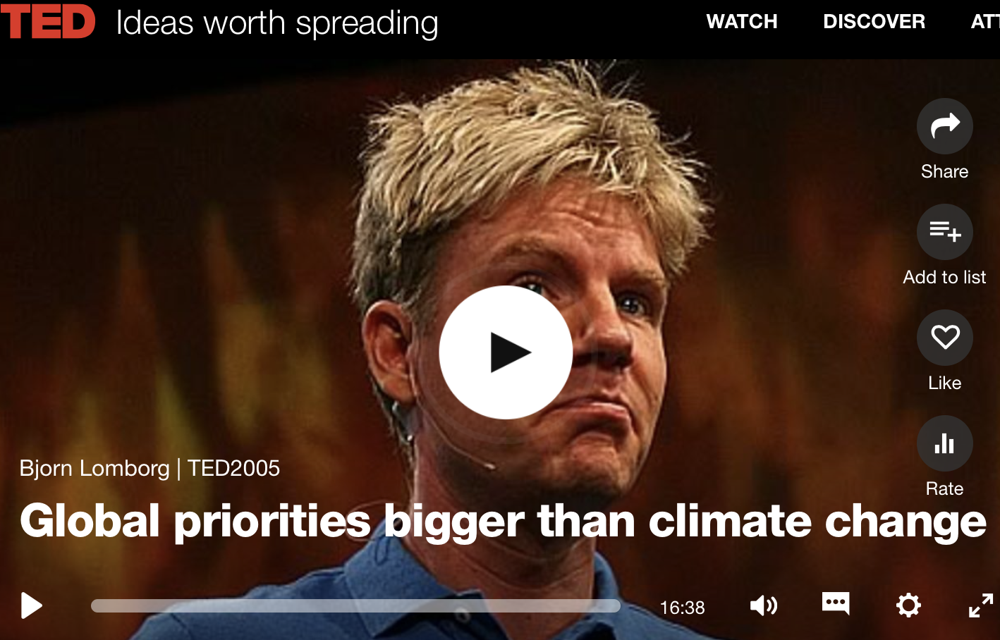 TED Ideas worth spreading WATCH DISCOVER ATT
Share
Add to list
Like
Rate
Bjorn Lomborg | TED2005
Global priorities bigger than climate change
16:38